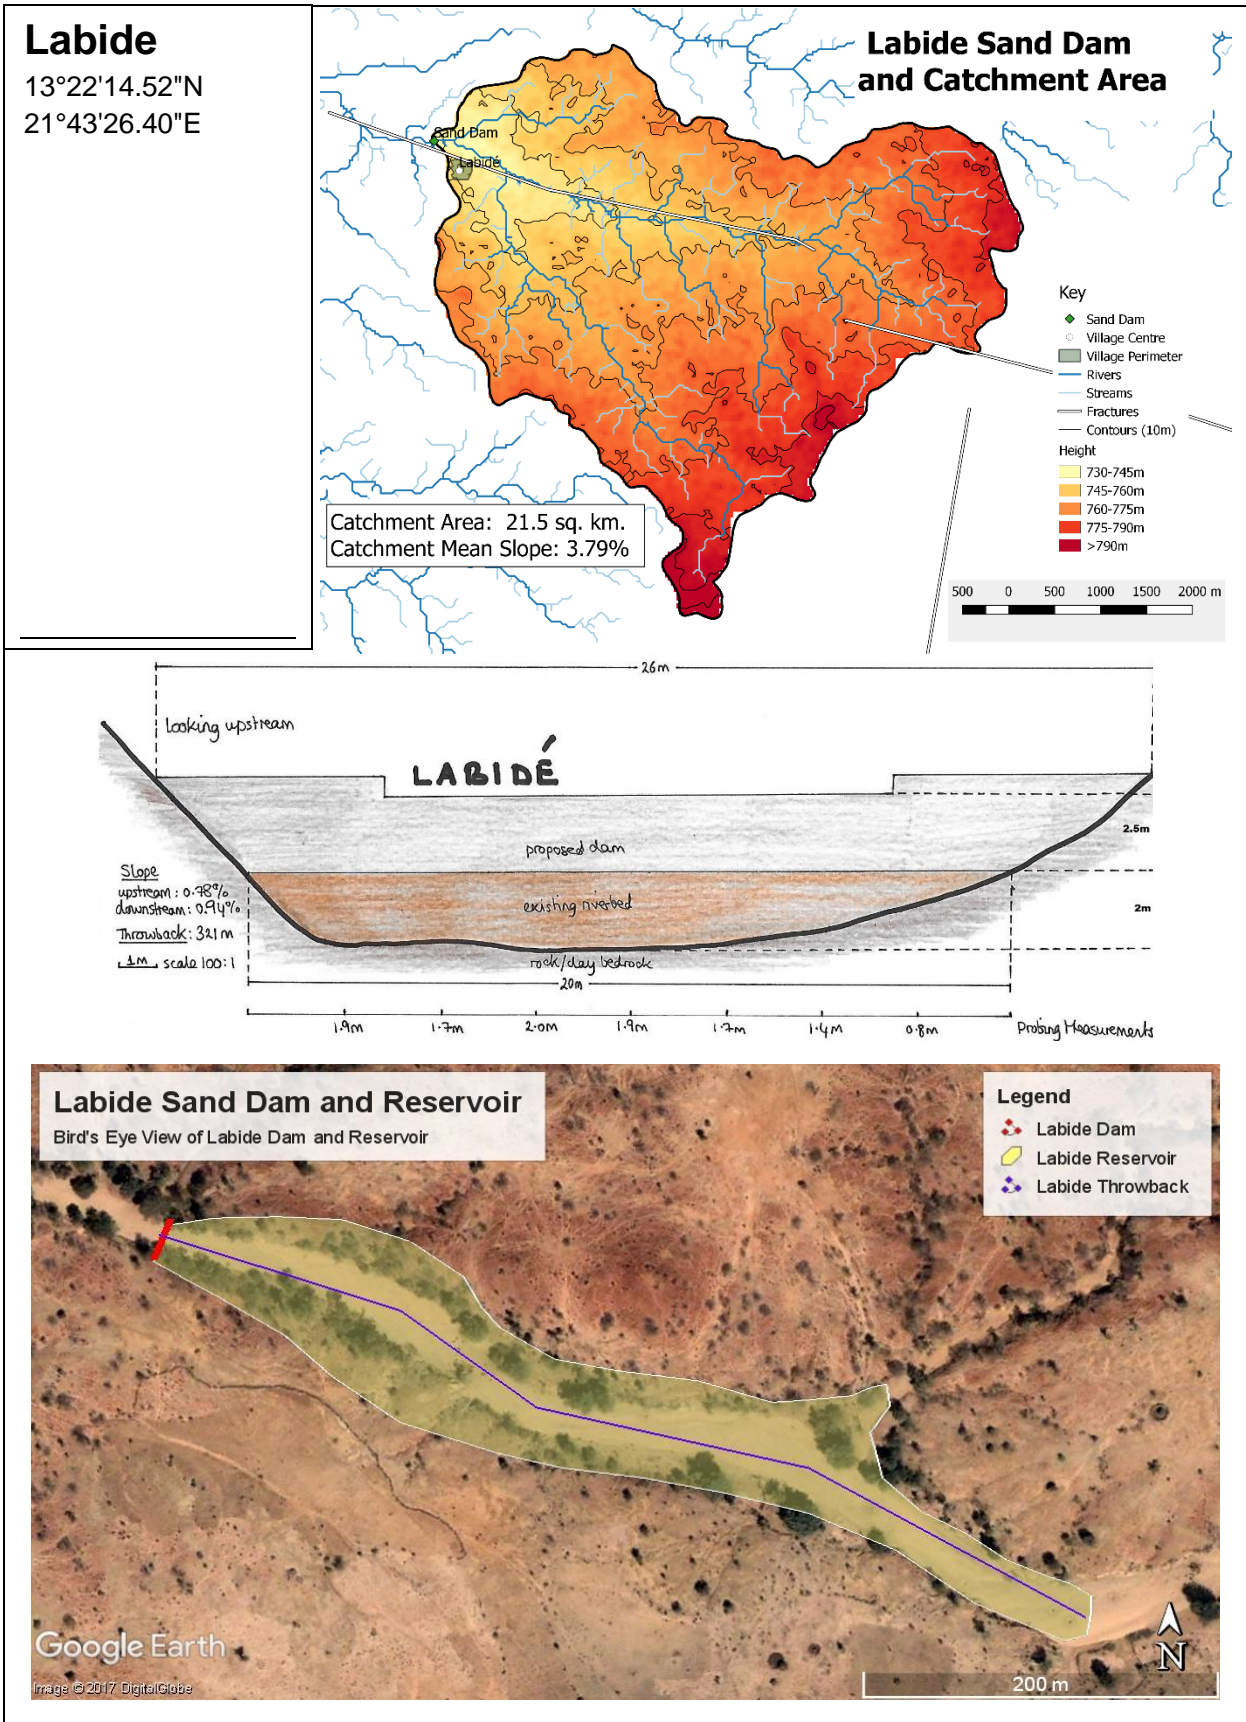 Labide
13°22'14.52"N
21°43'26.40"E
Labide Sand Dam
and Catchment Area
Sand Dam
Labidé
Key
Sand Dam
Village Centre
Village Perimeter
Rivers
Streams
Fractures
Contours (10m)
Height
730-745m
745-760m
760-775m
775-790m
>790m
Catchment Area: 21.5 sq. km.
Catchment Mean Slope: 3.79%
500 0 500 1000 1500 2000 m
26m
looking upstream
LABIDÉ
proposed dam
2.5m
Slope
upstream: 0.78%
downstream: 0.94%
Throwback: 321m
1M scale 100:1
existing riverbed
2m
rock/clay bedrock
20m
1.9m 1.7m 2.0m 1.9m 1.7m 1.4m 0.8m Probing Measurements
Labide Sand Dam and Reservoir
Bird's Eye View of Labide Dam and Reservoir
Legend
Labide Dam
Labide Reservoir
Labide Throwback
Google Earth
Image © 2017 DigitalGlobe
N
200 m